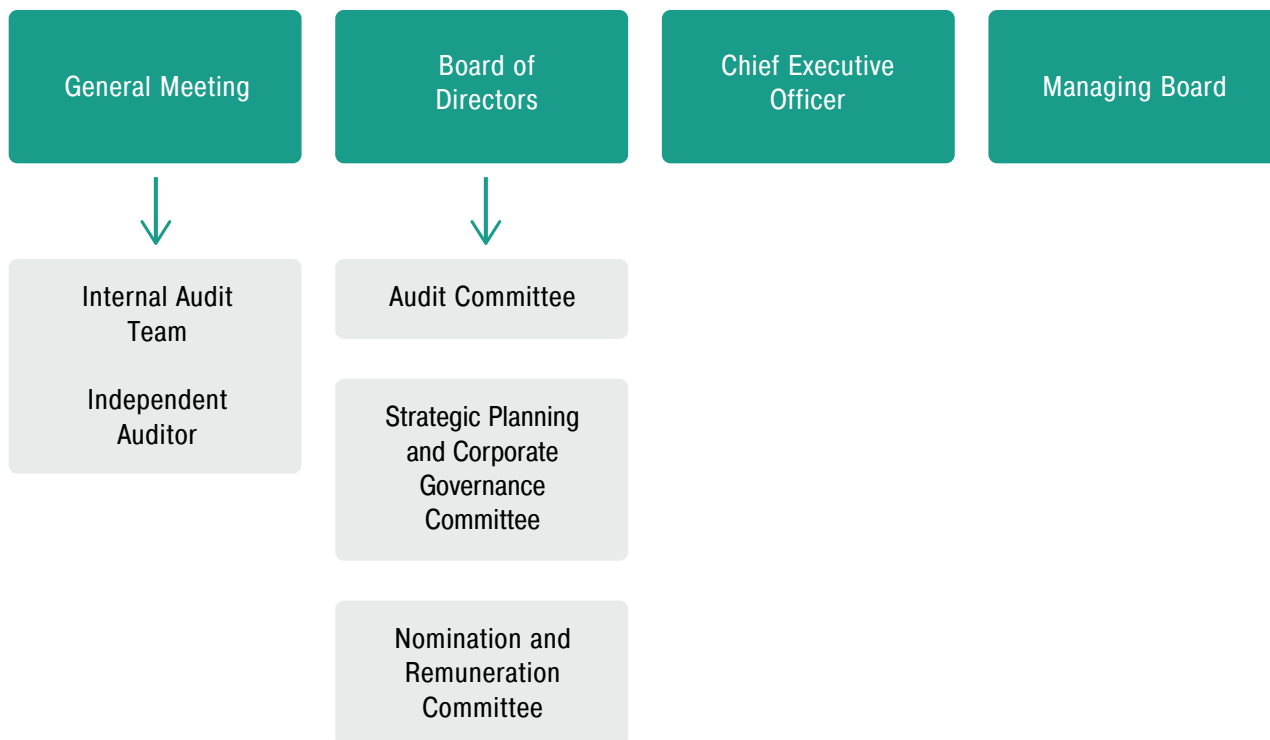 General Meeting
Board of
Directors
Chief Executive
Officer
Managing Board
Internal Audit
Team
Independent
Auditor
Audit Committee
Strategic Planning
and Corporate
Governance
Committee
Nomination and
Remuneration
Committee